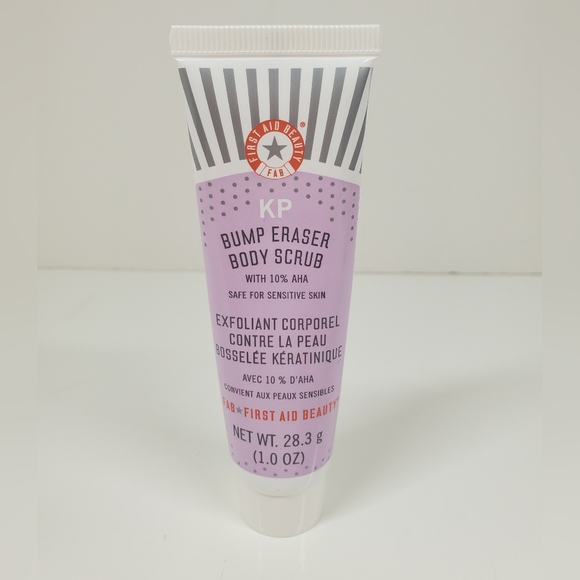 FIRST AID BEAUTY®
FAB
KP
BUMP ERASER
BODY SCRUB
WITH 10% AHA
SAFE FOR SENSITIVE SKIN
EXFOLIANT CORPOREL
CONTRE LA PEAU
BOSSELÉE KÉRATINIQUE
AVEC 10 % D'AHA
CONVIENT AUX PEAUX SENSIBLES
FAB★FIRST AID BEAUTY®
NET WT. 28.3 g
(1.0 OZ)